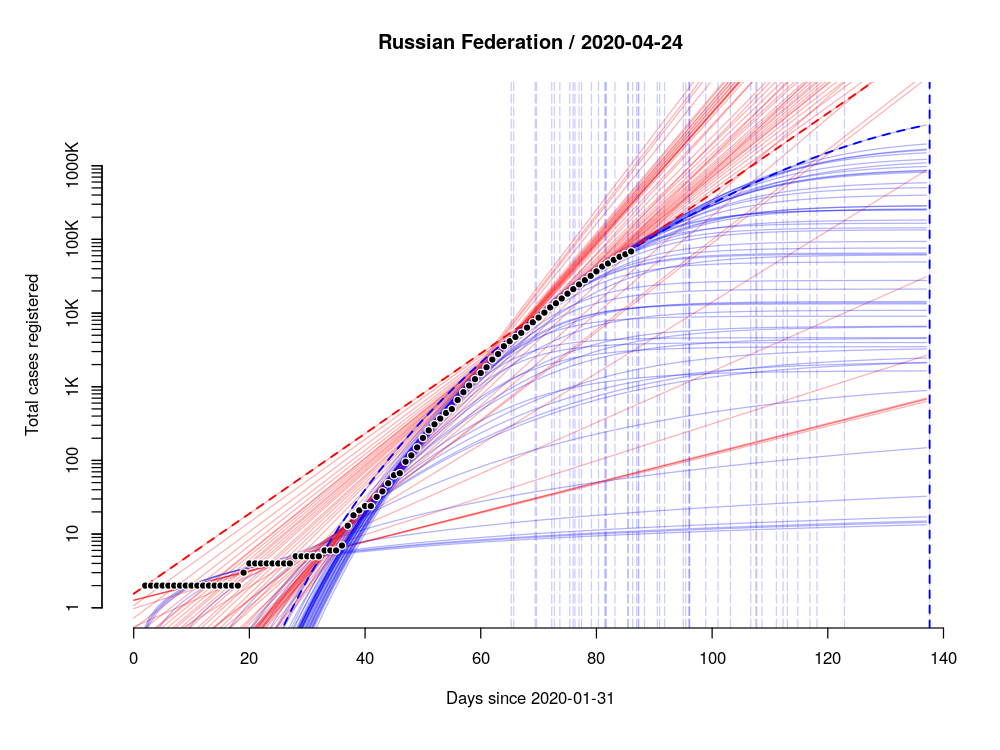 Russian Federation / 2020-04-24
Total cases registered
1000K
100K
10K
1K
100
10
1
0 20 40 60 80 100 120 140
Days since 2020-01-31